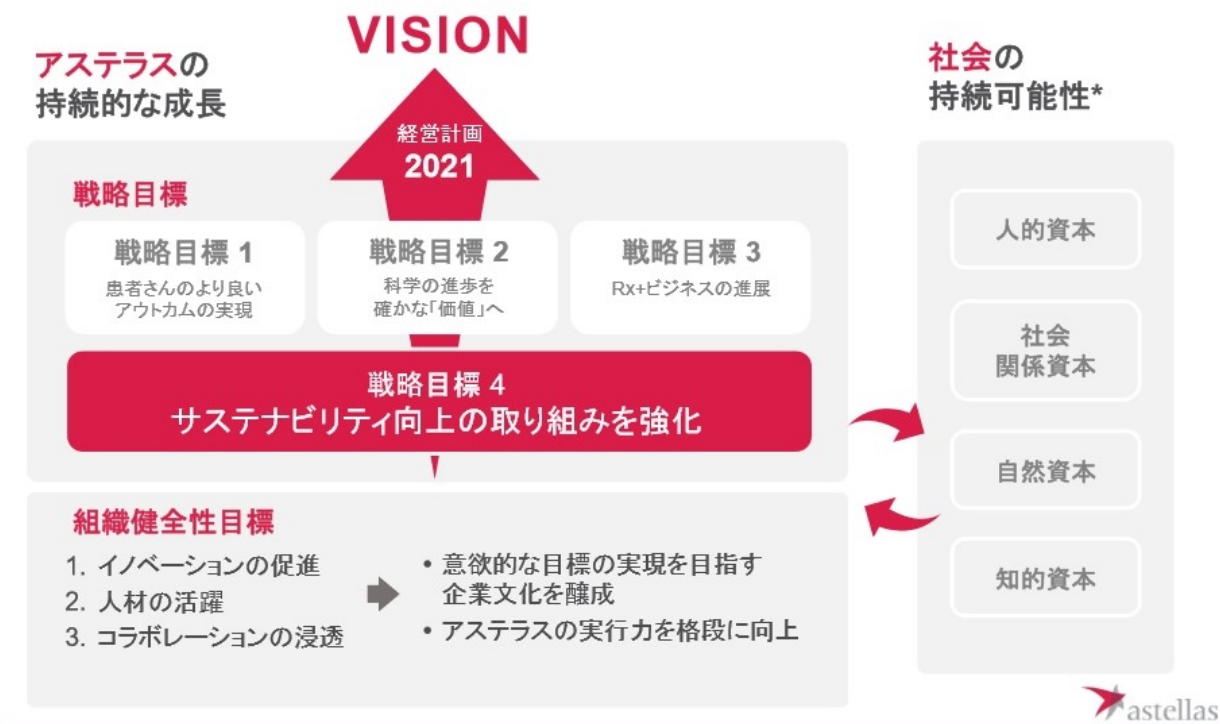 VISION
アステラスの
持続的な成長
社会の
持続可能性*
経営計画
2021
戦略目標
戦略目標 1
患者さんのより良い
アウトカムの実現
戦略目標 2
科学の進歩を
確かな「価値」へ
戦略目標 3
Rx+ビジネスの進展
戦略目標 4
サステナビリティ向上の取り組みを強化
組織健全性目標
1. イノベーションの促進
2. 人材の活躍
3. コラボレーションの浸透
• 意欲的な目標の実現を目指す
企業文化を醸成
• アステラスの実行力を格段に向上
人的資本
社会
関係資本
自然資本
知的資本
astellas